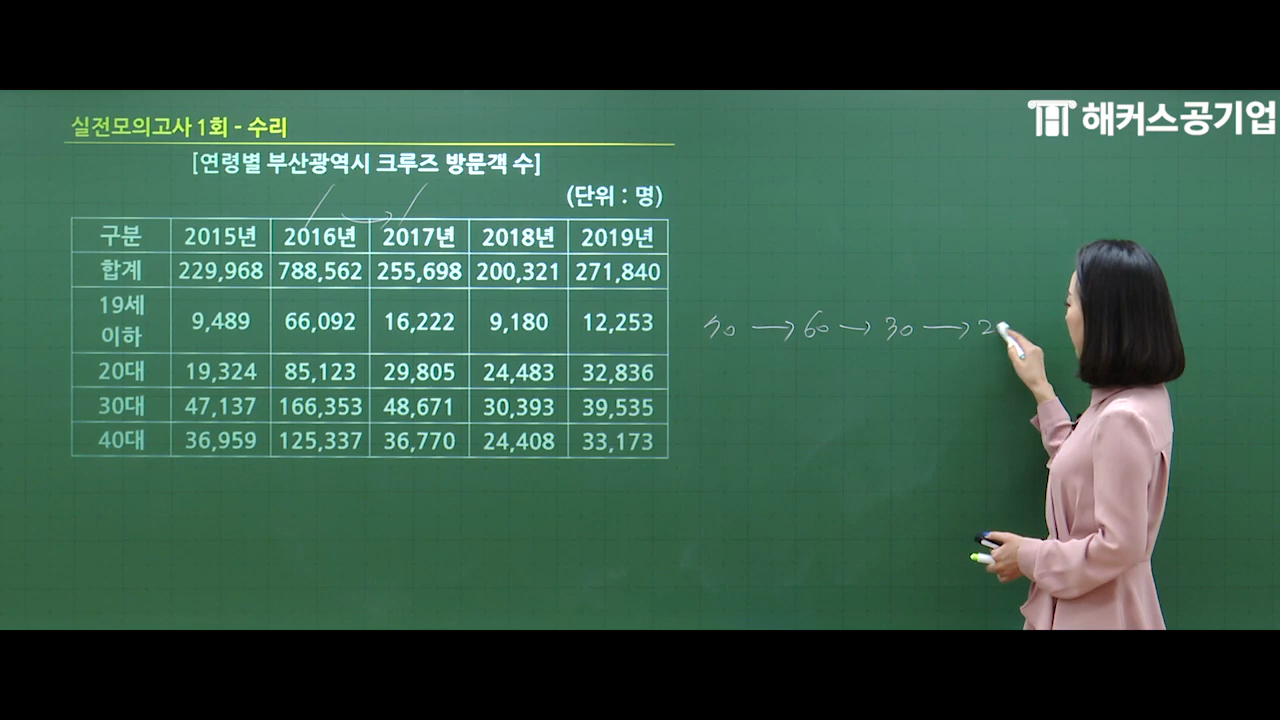 해커스공기업
실전모의고사 1회 - 수리
[연령별 부산광역시 크루즈 방문객 수]
(단위 : 명)
구분 2015년 2016년 2017년 2018년 2019년
합계 229,968 788,562 255,698 200,321 271,840
19세
이하 9,489 66,092 16,222 9,180 12,253
20대 19,324 85,123 29,805 24,483 32,836
30대 47,137 166,353 48,671 30,393 39,535
40대 36,959 125,337 36,770 24,408 33,173
→ 60 → 30 → 2